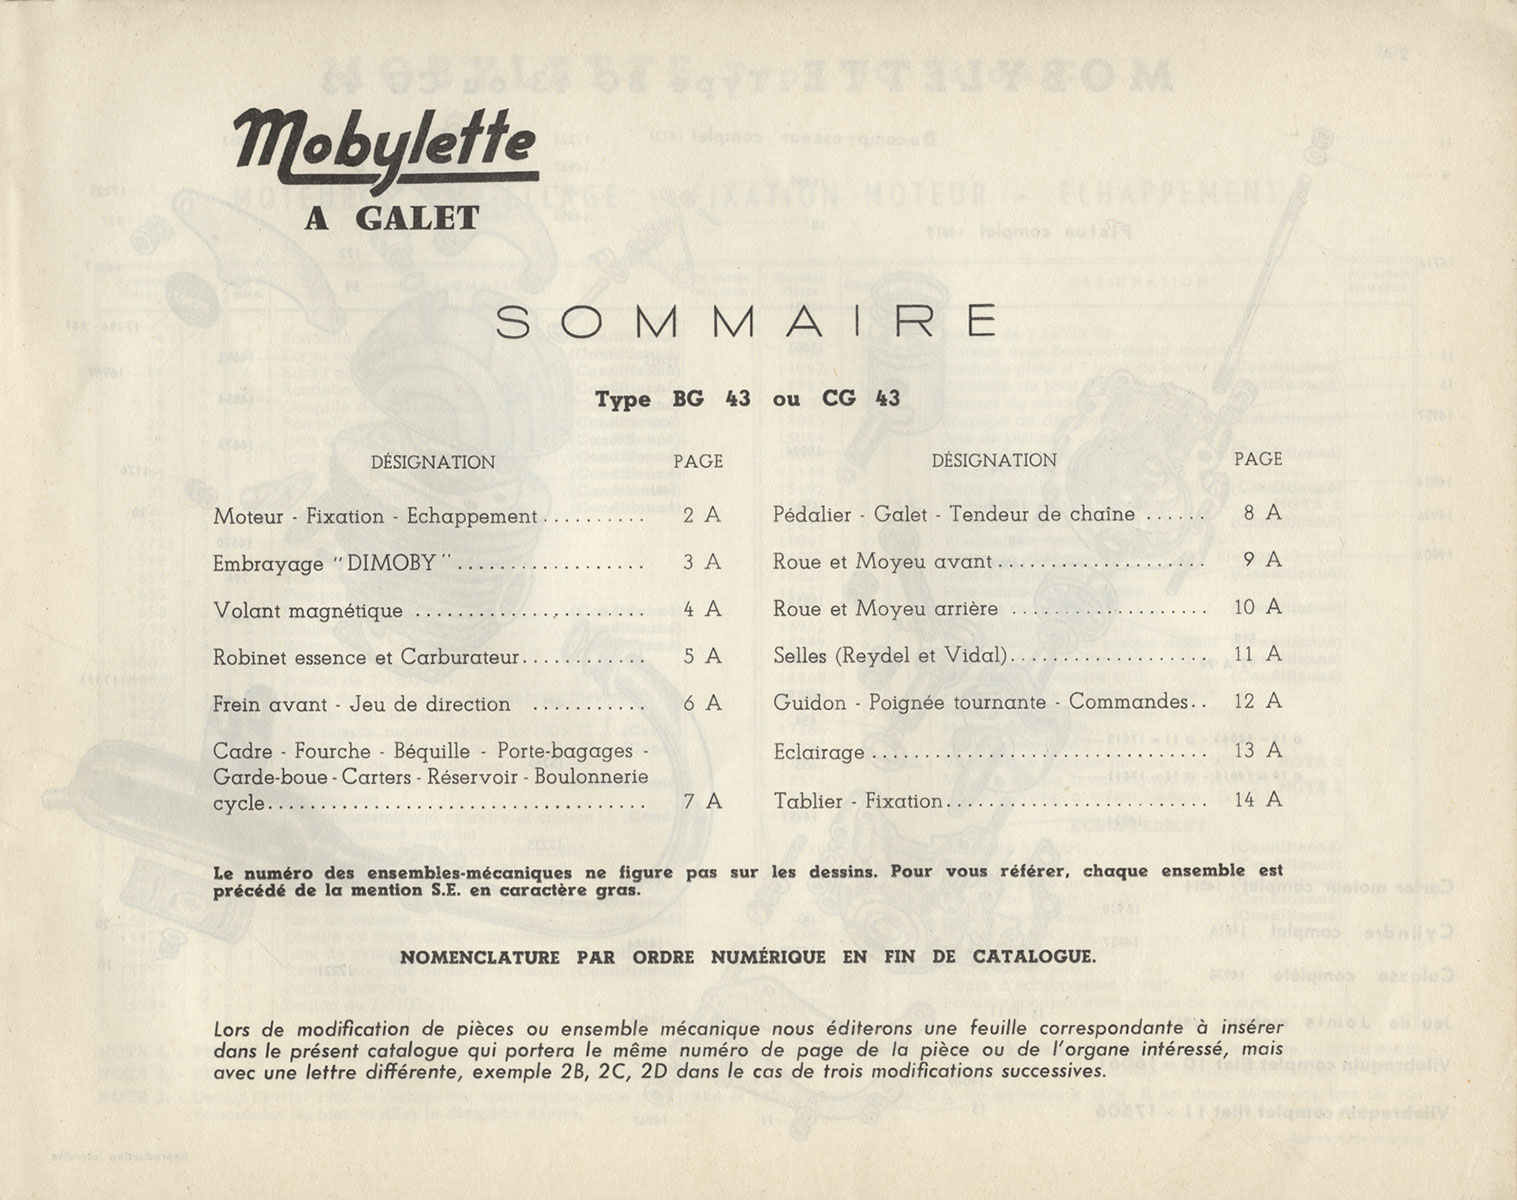 Mobylette
A GALET
SOMMAIRE
Type BG 43 ou CG 43
DÉSIGNATION PAGE
Moteur - Fixation - Echappement.......... 2 A
Embrayage "DIMOBY".................. 3 A
Volant magnétique ...................... 4 A
Robinet essence et Carburateur............ 5 A
Frein avant - Jeu de direction ........... 6 A
Cadre - Fourche - Béquille - Porte-bagages -
Garde-boue - Carters - Réservoir - Boulonnerie
cycle.................................... 7 A
DÉSIGNATION PAGE
Pédalier - Galet - Tendeur de chaîne ...... 8 A
Roue et Moyeu avant.................... 9 A
Roue et Moyeu arrière ................... 10 A
Selles (Reydel et Vidal)................... 11 A
Guidon - Poignée tournante - Commandes.. 12 A
Eclairage ................................ 13 A
Tablier - Fixation......................... 14 A
Le numéro des ensembles-mécaniques ne figure pas sur les dessins. Pour vous référer, chaque ensemble est
précédé de la mention S.E. en caractère gras.
NOMENCLATURE PAR ORDRE NUMÉRIQUE EN FIN DE CATALOGUE.
Lors de modification de pièces ou ensemble mécanique nous éditerons une feuille correspondante à insérer
dans le présent catalogue qui portera le même numéro de page de la pièce ou de l'organe intéressé, mais
avec une lettre différente, exemple 2B, 2C, 2D dans le cas de trois modifications successives.